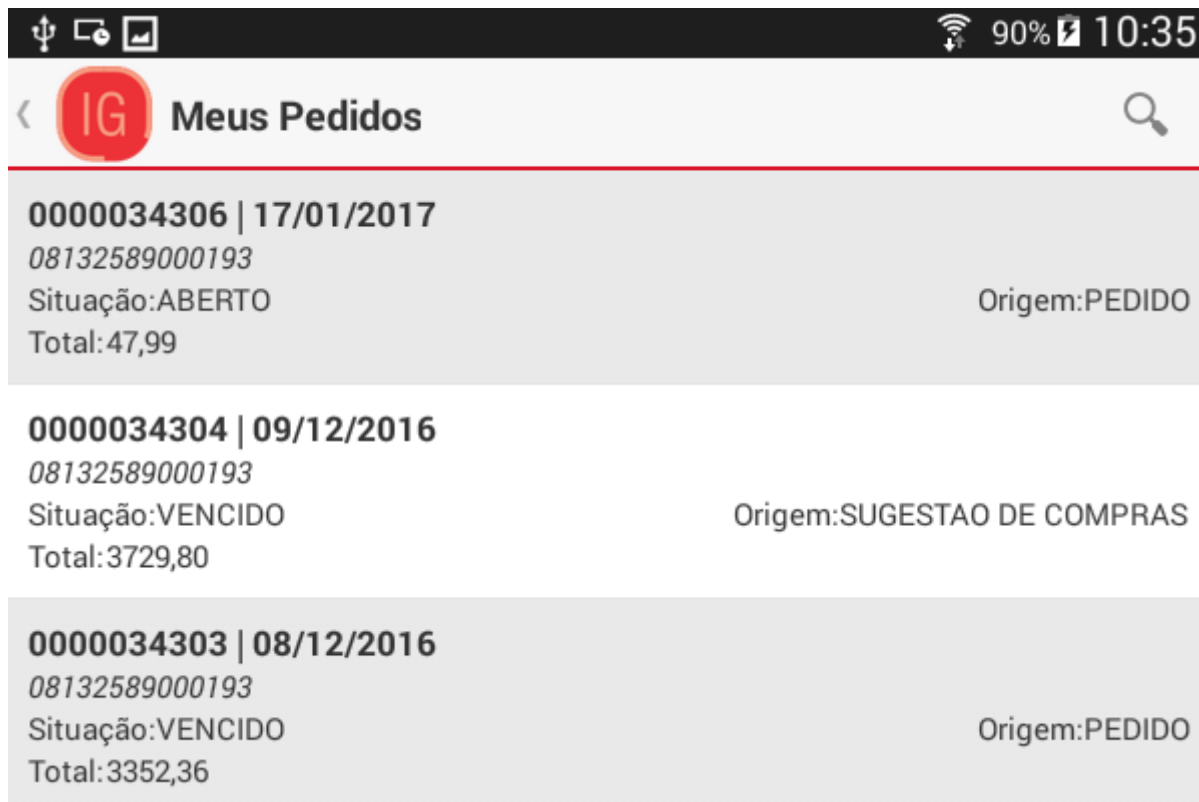 90% 10:35
IG Meus Pedidos
0000034306 | 17/01/2017
08132589000193
Situação:ABERTO Origem:PEDIDO
Total:47,99
0000034304 | 09/12/2016
08132589000193
Situação:VENCIDO Origem:SUGESTAO DE COMPRAS
Total:3729,80
0000034303 | 08/12/2016
08132589000193
Situação:VENCIDO Origem:PEDIDO
Total:3352,36